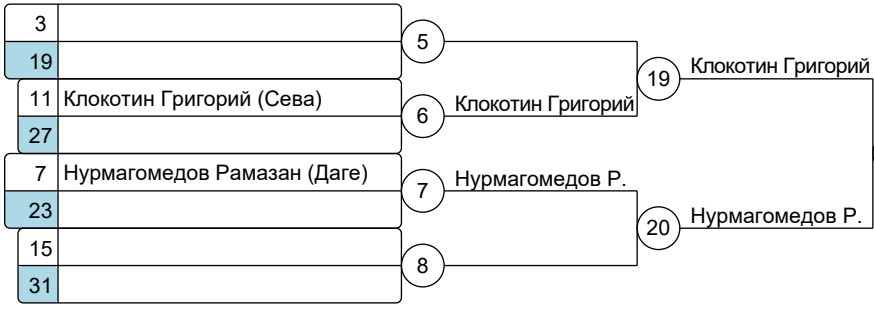 3
19
5
11 Клокотин Григорий (Сева)
27
6
Клокотин Григорий
19
Клокотин Григорий
7 Нурмагомедов Рамазан (Даге)
23
7
Нурмагомедов Р.
15
31
8
20
Нурмагомедов Р.